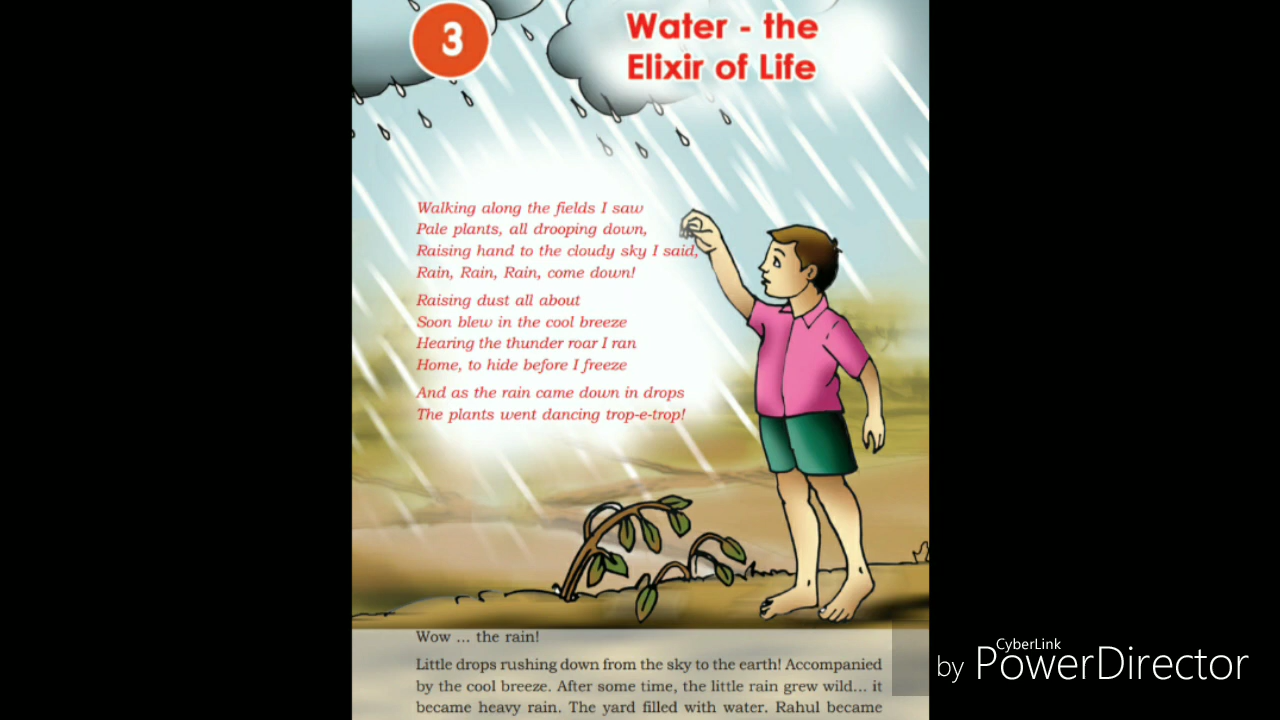 3
Water - the
Elixir of Life
Walking along the fields I saw
Pale plants, all drooping down,
Raising hand to the cloudy sky I said,
Rain, Rain, Rain, come down!
Raising dust all about
Soon blew in the cool breeze
Hearing the thunder roar I ran
Home, to hide before I freeze
And as the rain came down in drops
The plants went dancing trop-e-trop!
Wow ... the rain!
Little drops rushing down from the sky to the earth! Accompanied
by the cool breeze. After some time, the little rain grew wild... it
became heavy rain. The yard filled with water. Rahul became
by CyberLink PowerDirector